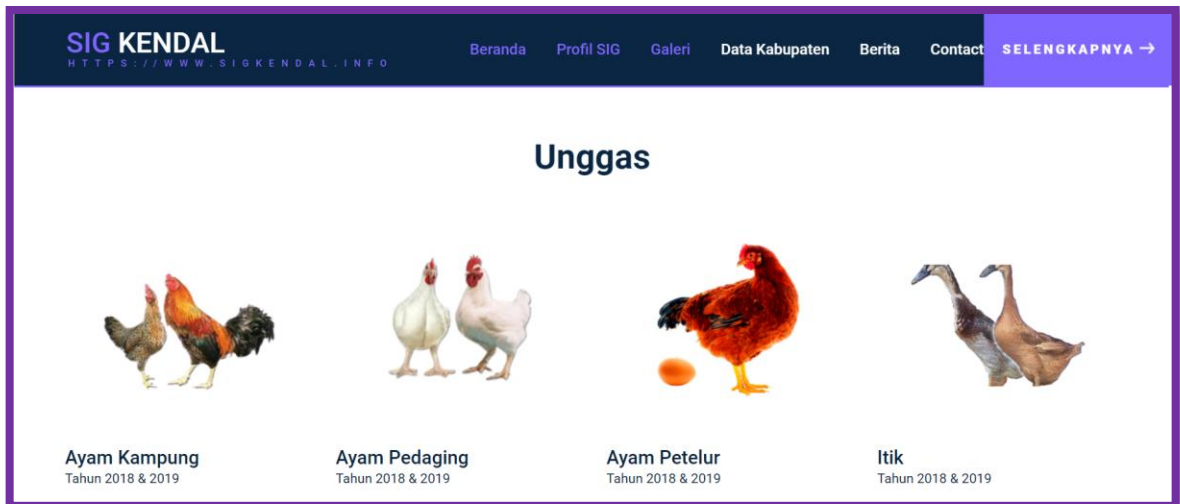 SIG KENDAL
HTTPS://WWW.SIGKENDAL.INFO
Beranda Profil SIG Galeri Data Kabupaten Berita Contact SELENGKAPNYA →
Unggas
Ayam Kampung
Tahun 2018 & 2019
Ayam Pedaging
Tahun 2018 & 2019
Ayam Petelur
Tahun 2018 & 2019
Itik
Tahun 2018 & 2019